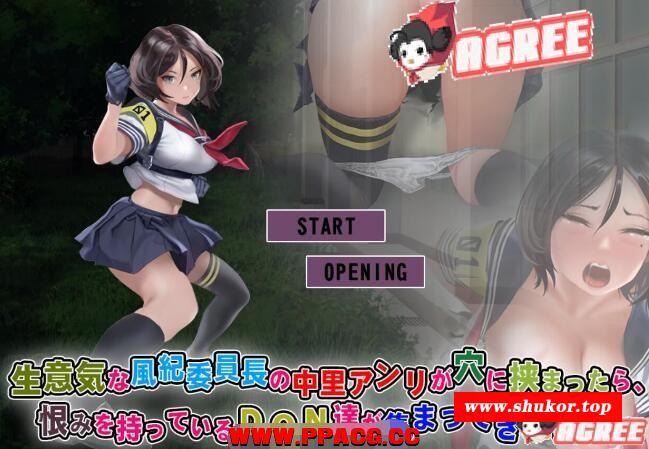 AGREE
START
OPENING
生意気な風紀委員長の中里アンリが穴に挟まったら、
恨みを持っているDQN達が集まってき
www.shukor.top
WWW.PPACG.CC
AGREE